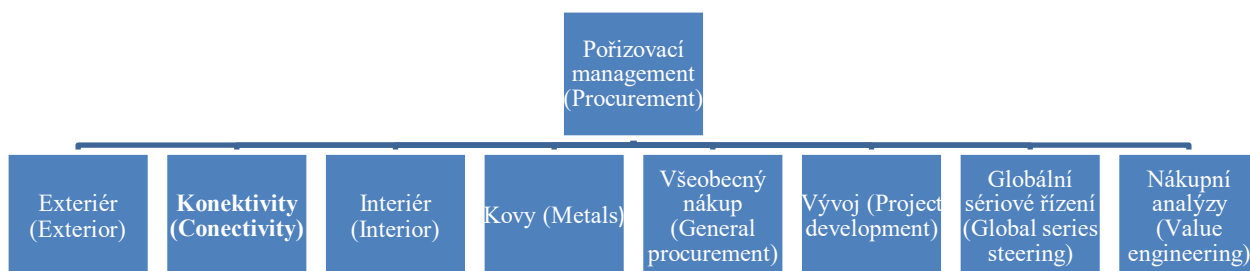 Pořizovací
management
(Procurement)
Exteriér
(Exterior)
Konektivity
(Conectivity)
Interiér
(Interior)
Kovy (Metals)
Všeobecný
nákup
(General
procurement)
Vývoj (Project
development)
Globální
sériové řízení
(Global series
steering)
Nákupní
analýzy
(Value
engineering)